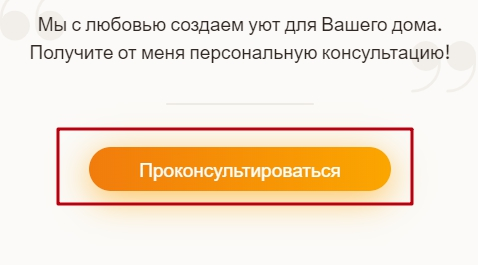 Мы с любовью создаем уют для Вашего дома.
Получите от меня персональную консультацию!
Проконсультироваться